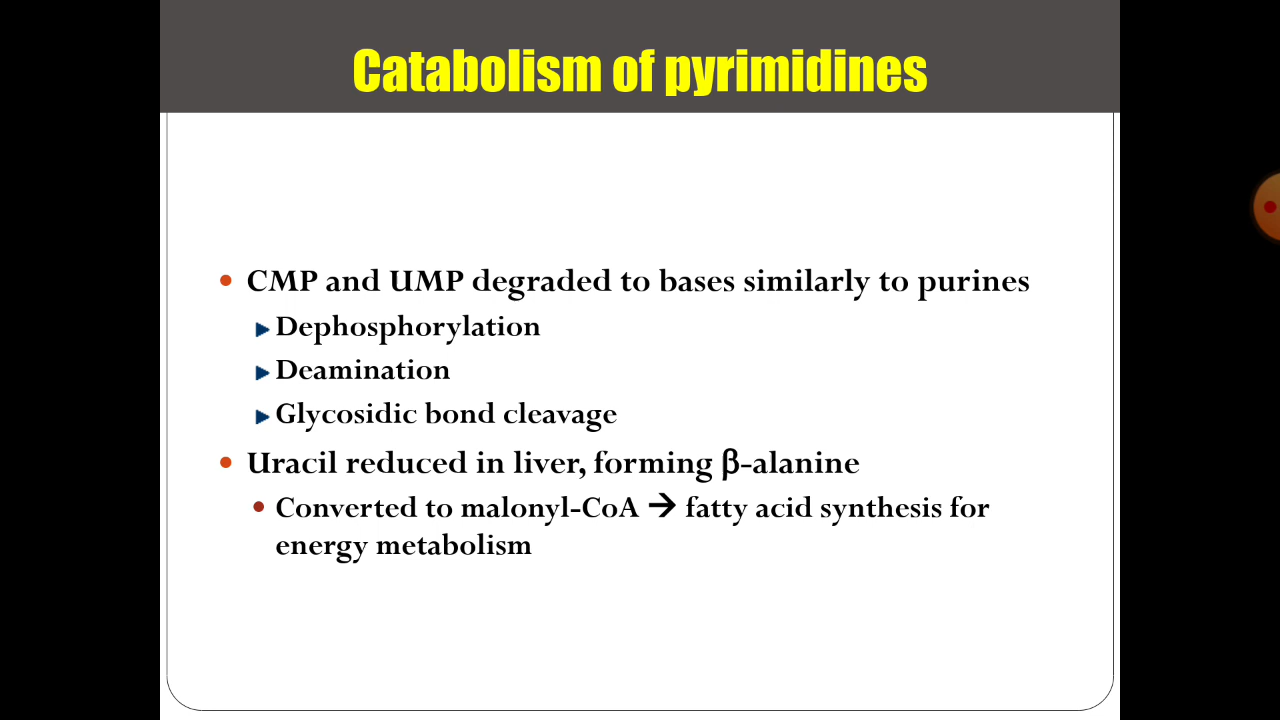 Catabolism of pyrimidines
CMP and UMP degraded to bases similarly to purines
Dephosphorylation
Deamination
Glycosidic bond cleavage
Uracil reduced in liver, forming β-alanine
Converted to malonyl-CoA → fatty acid synthesis for
energy metabolism